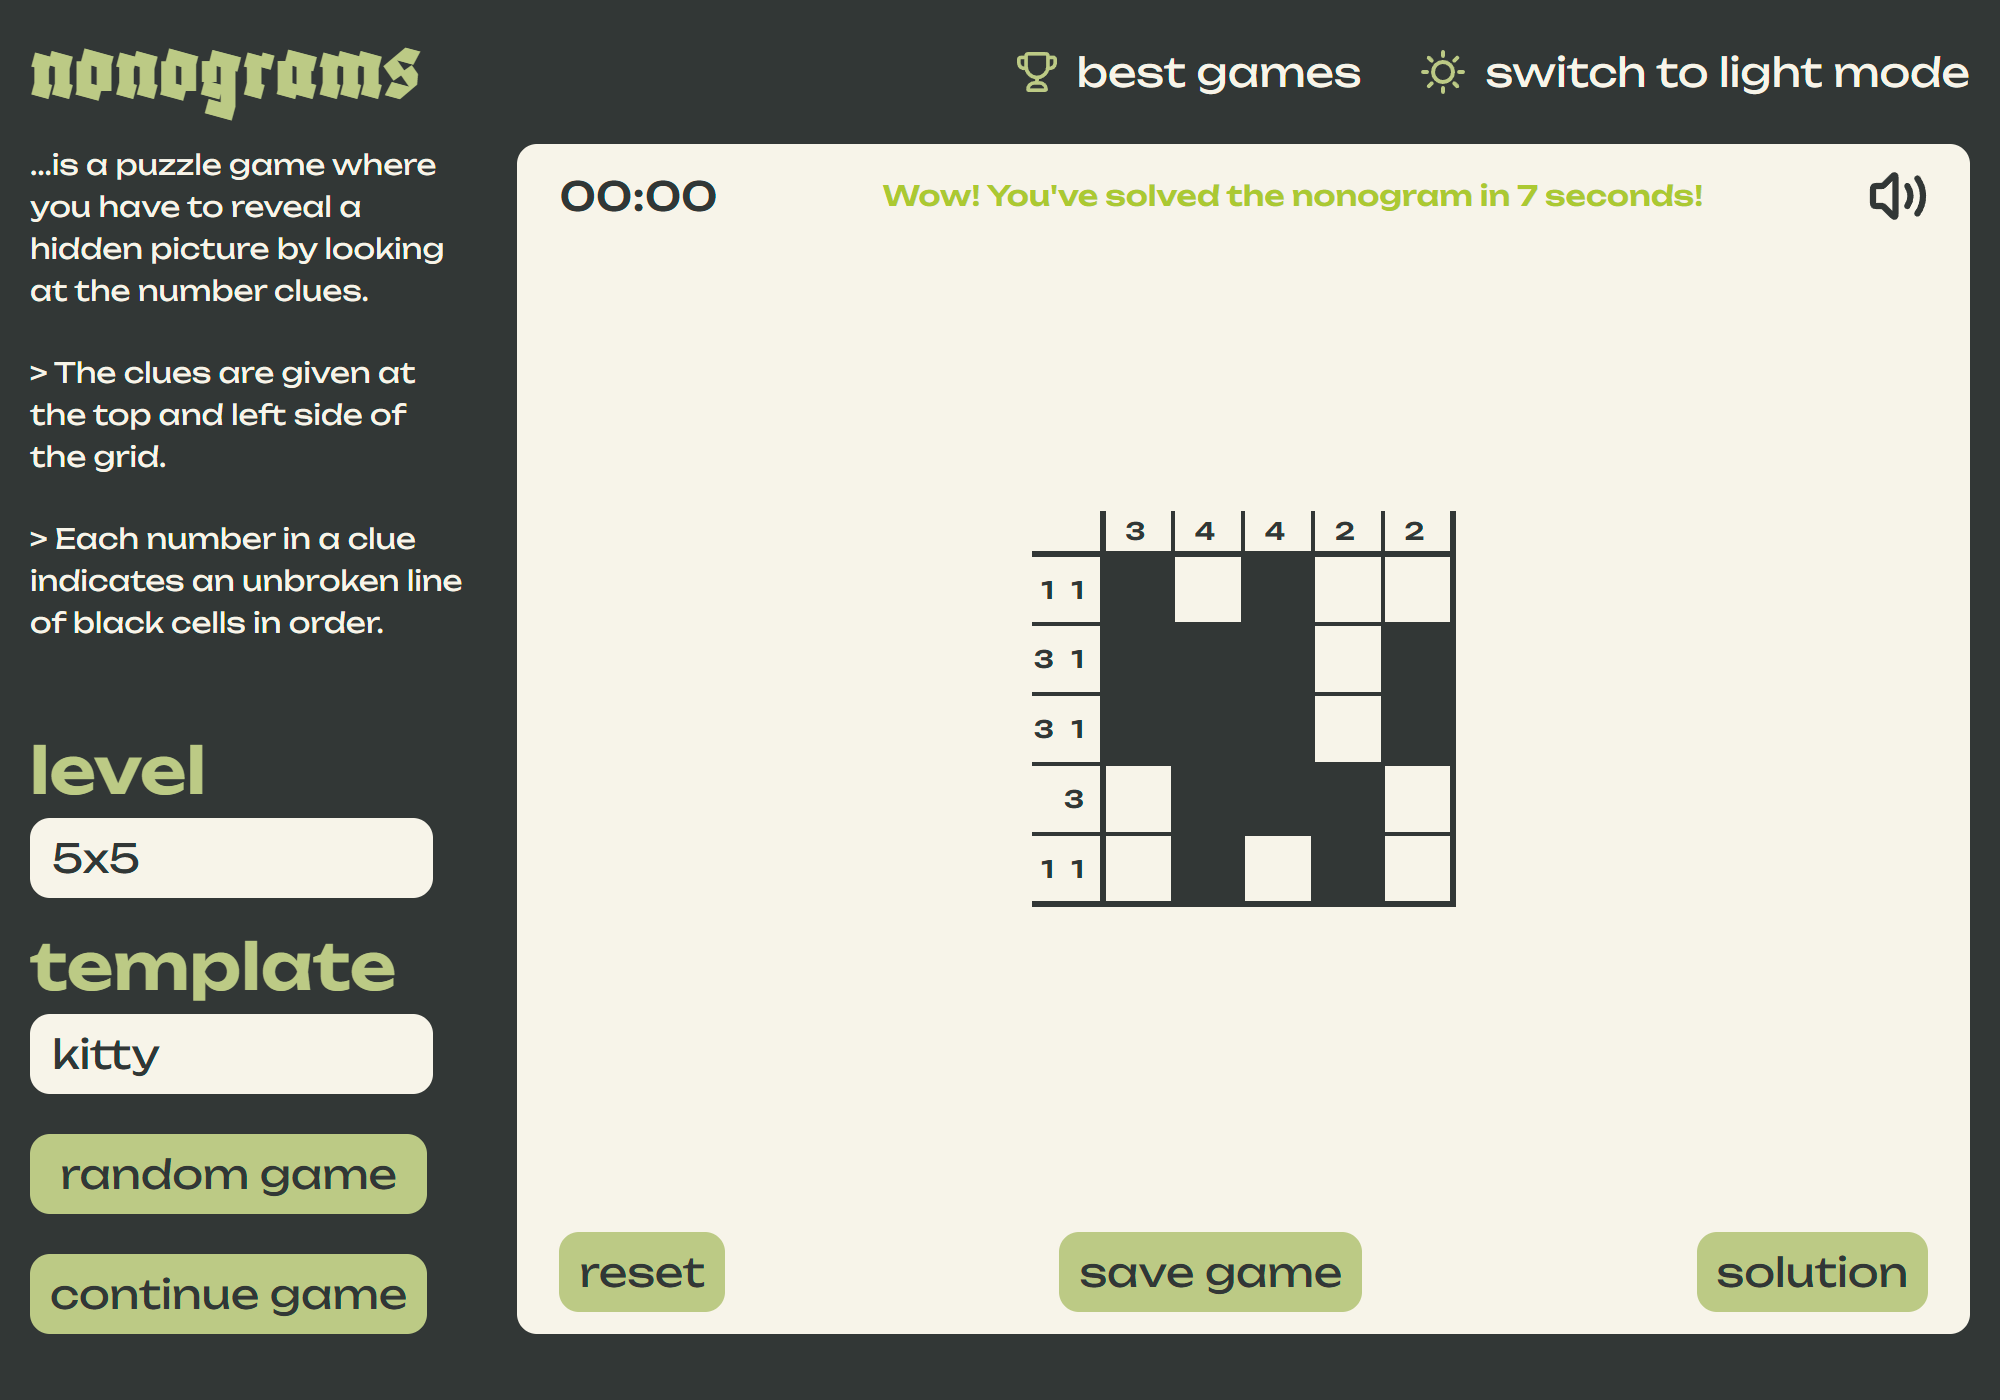 nonograms
best games
switch to light mode
...is a puzzle game where
you have to reveal a
hidden picture by looking
at the number clues.
> The clues are given at
the top and left side of
the grid.
> Each number in a clue
indicates an unbroken line
of black cells in order.
level
5x5
template
kitty
random game
continue game
00:00
Wow! You've solved the nonogram in 7 seconds!
3 4 4 2 2
1 1
3 1
3 1
3
1 1
reset
save game
solution